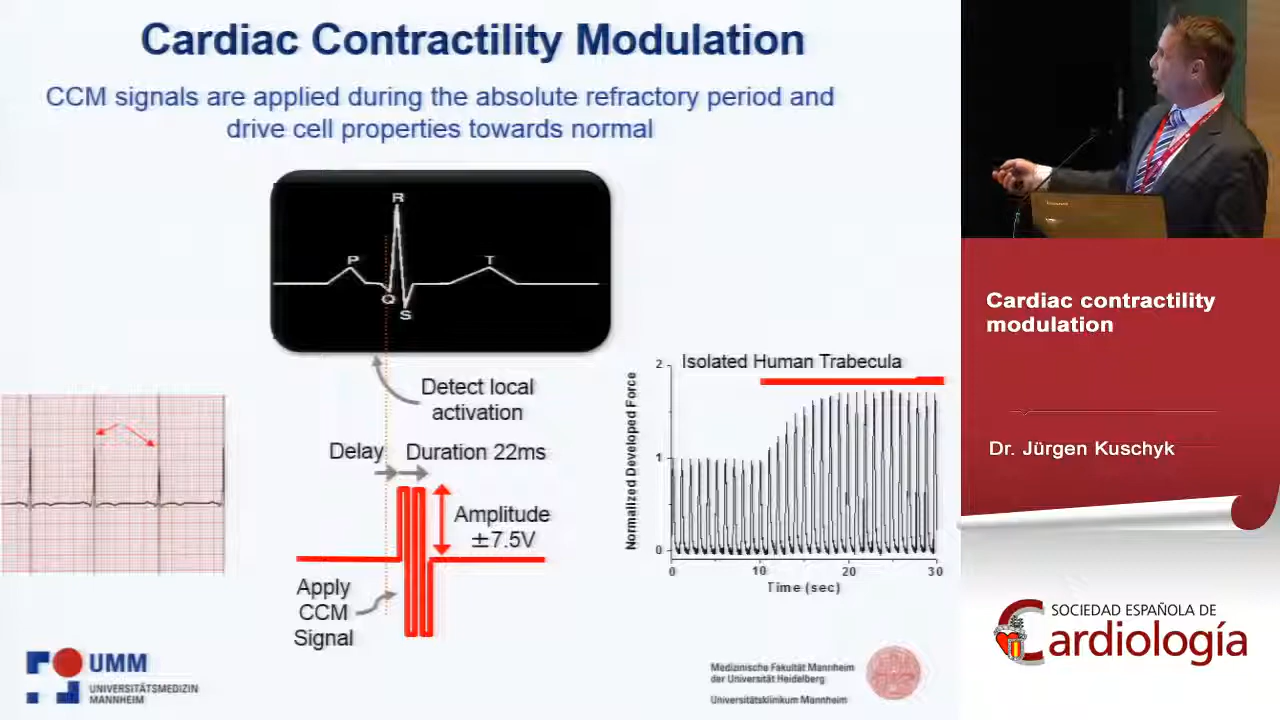 Cardiac Contractility Modulation
CCM signals are applied during the absolute refractory period and
drive cell properties towards normal
R
P
T
Q
S
Detect local
activation
Delay
Duration 22ms
Amplitude
±7.5V
Apply
CCM
Signal
Isolated Human Trabecula
Normalized Developed Force
2
1
0
0
10
20
30
Time (sec)
UMM
UNIVERSITÄTSMEDIZIN
MANNHEIM
Medizinische Fakultät Mannheim
der Universität Heidelberg
Universitätsklinikum Mannheim
Cardiac contractility
modulation
Dr. Jürgen Kuschyk
SOCIEDAD ESPAÑOLA DE
Cardiología